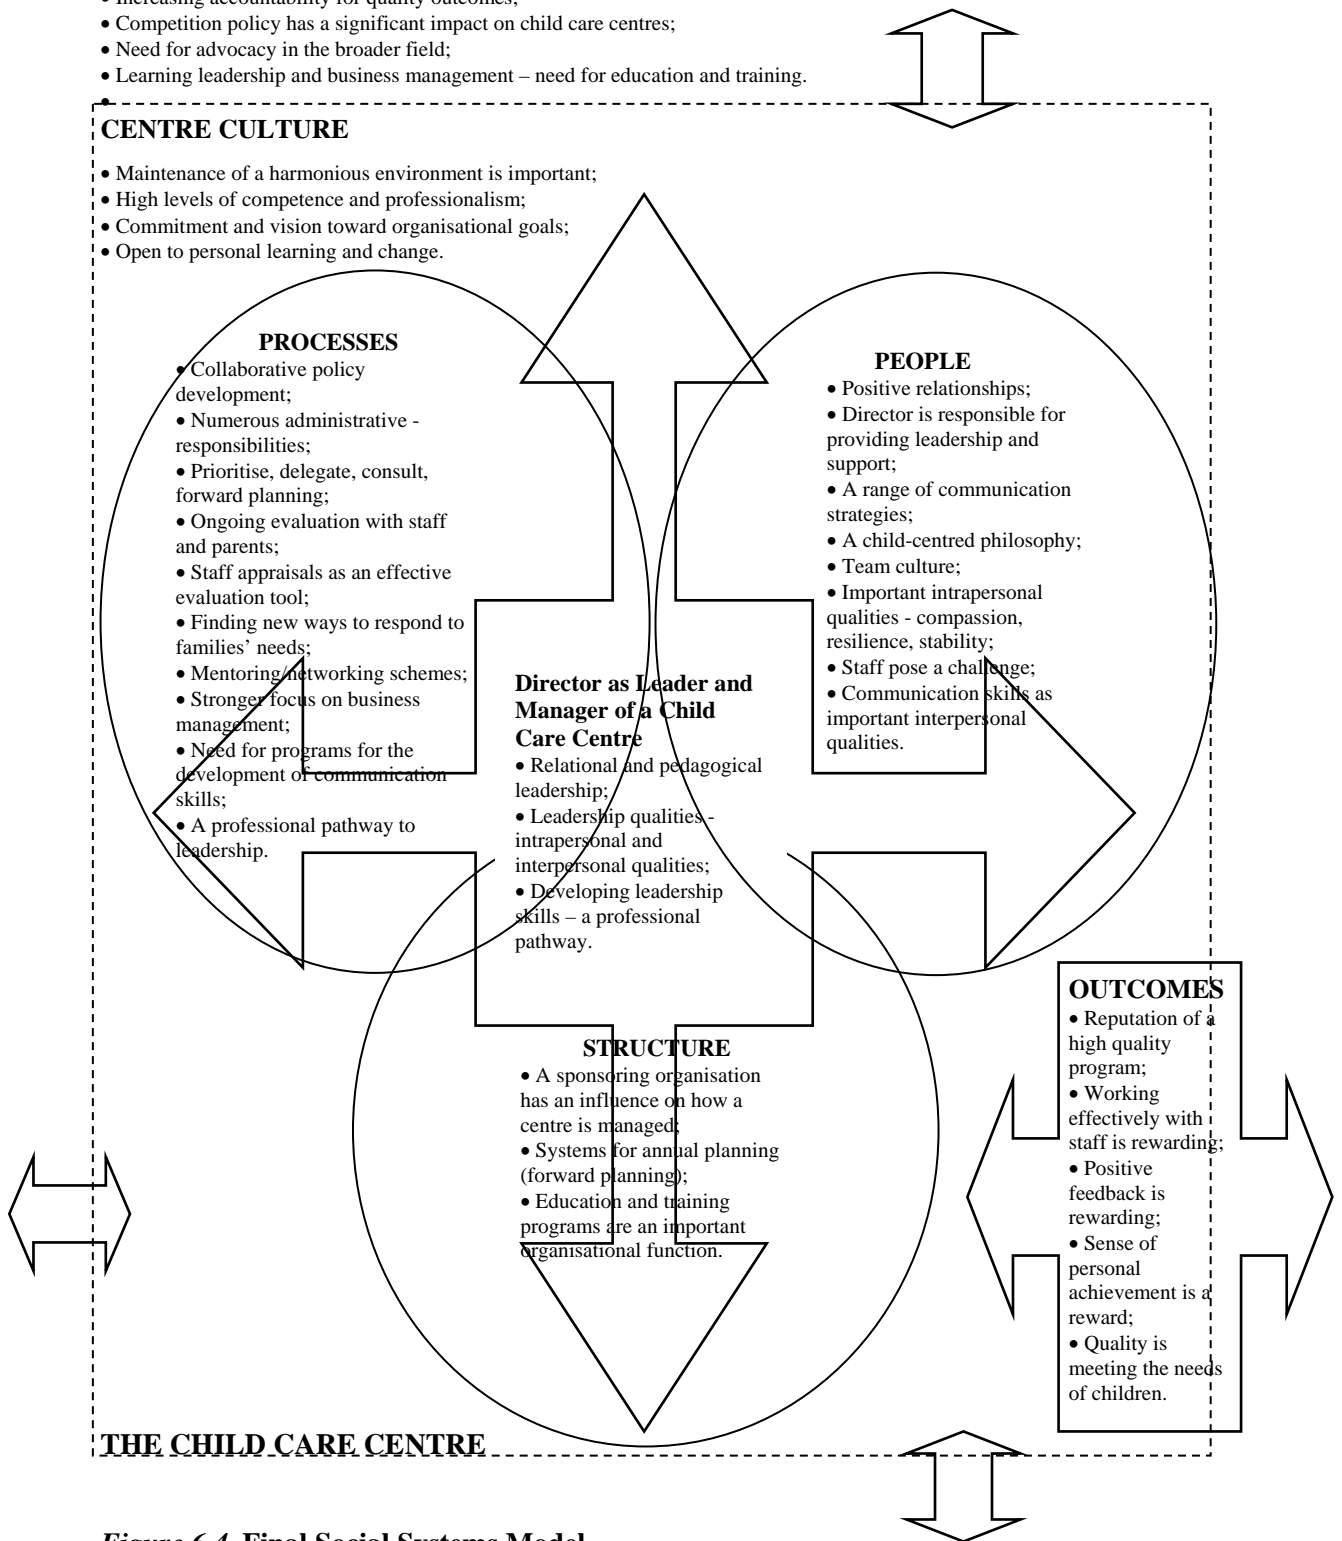 • Increasing accountability for quality outcomes;
• Competition policy has a significant impact on child care centres;
• Need for advocacy in the broader field;
• Learning leadership and business management – need for education and training.
•
CENTRE CULTURE
• Maintenance of a harmonious environment is important;
• High levels of competence and professionalism;
• Commitment and vision toward organisational goals;
• Open to personal learning and change.
PROCESSES
• Collaborative policy
development;
• Numerous administrative -
responsibilities;
• Prioritise, delegate, consult,
forward planning;
• Ongoing evaluation with staff
and parents;
• Staff appraisals as an effective
evaluation tool;
• Finding new ways to respond to
families’ needs;
• Mentoring/networking schemes;
• Stronger focus on business
management;
• Need for programs for the
development of communication
skills;
• A professional pathway to
leadership.
PEOPLE
• Positive relationships;
• Director is responsible for
providing leadership and
support;
• A range of communication
strategies;
• A child-centred philosophy;
• Team culture;
• Important intrapersonal
qualities - compassion,
resilience, stability;
• Staff pose a challenge;
• Communication skills as
important interpersonal
qualities.
Director as Leader and
Manager of a Child
Care Centre
• Relational and pedagogical
leadership;
• Leadership qualities -
intrapersonal and
interpersonal qualities;
• Developing leadership
skills – a professional
pathway.
STRUCTURE
• A sponsoring organisation
has an influence on how a
centre is managed;
• Systems for annual planning
(forward planning);
• Education and training
programs are an important
organisational function.
OUTCOMES
• Reputation of a
high quality
program;
• Working
effectively with
staff is rewarding;
• Positive
feedback is
rewarding;
• Sense of
personal
achievement is a
reward;
• Quality is
meeting the needs
of children.
THE CHILD CARE CENTRE
Figure 6.4. Final Social Systems Model